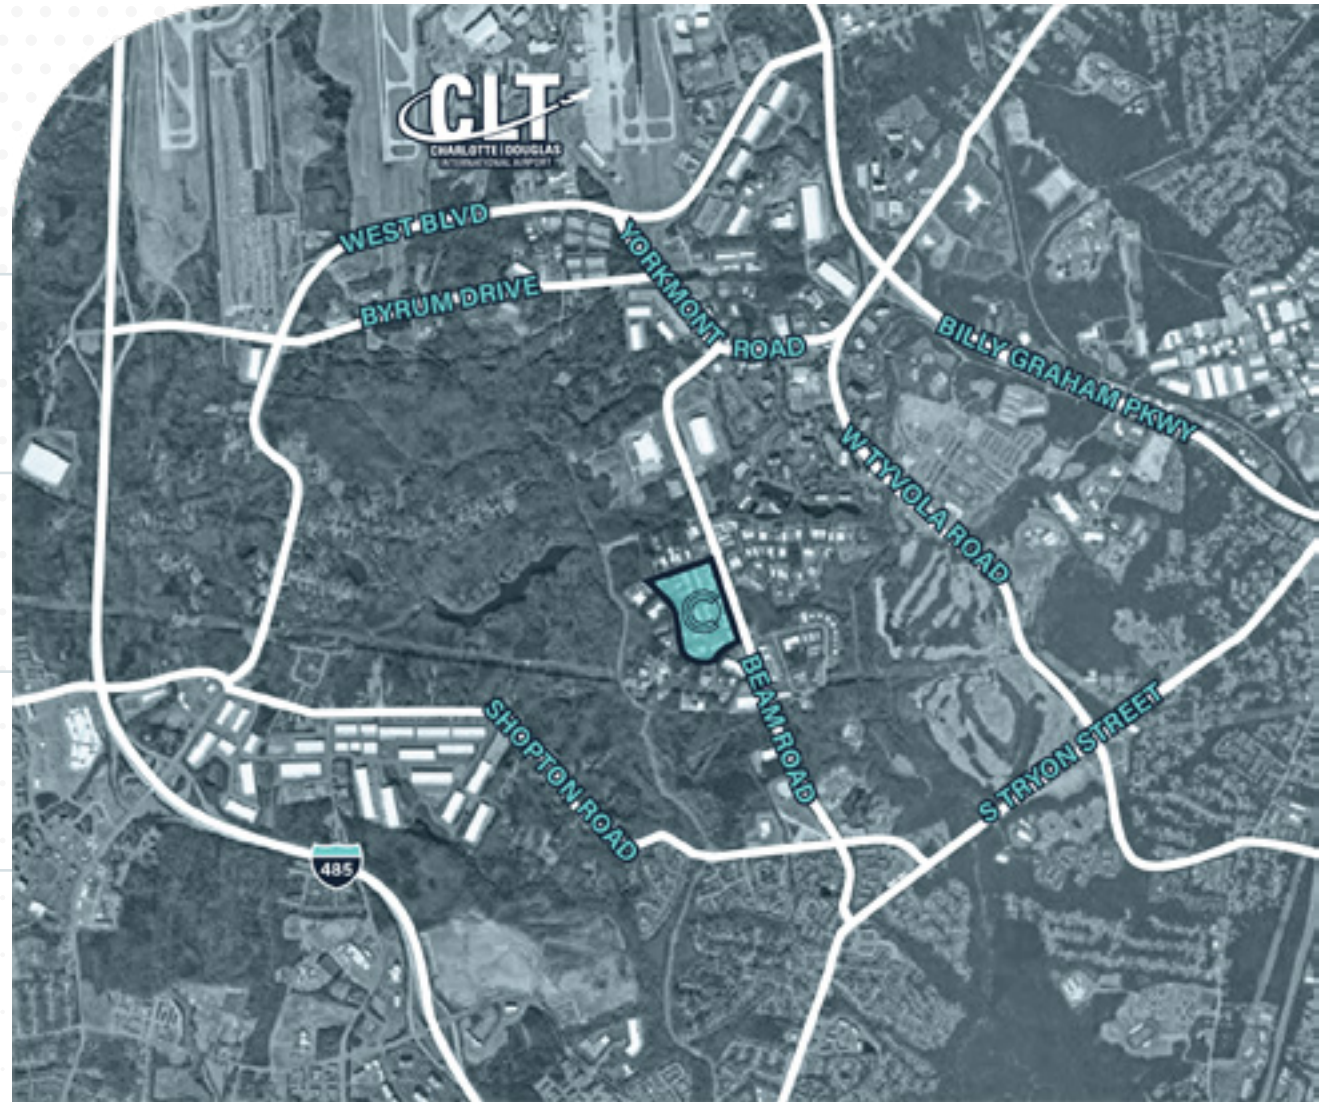 CLT
CHARLOTTE | DOUGLAS
INTERNATIONAL AIRPORT
WEST BLVD
YORKMONT ROAD
BYRUM DRIVE
BILLY GRAHAM PKWY
W TYVOLA ROAD
BEAM ROAD
S TRYON STREET
SHOPTON ROAD
485